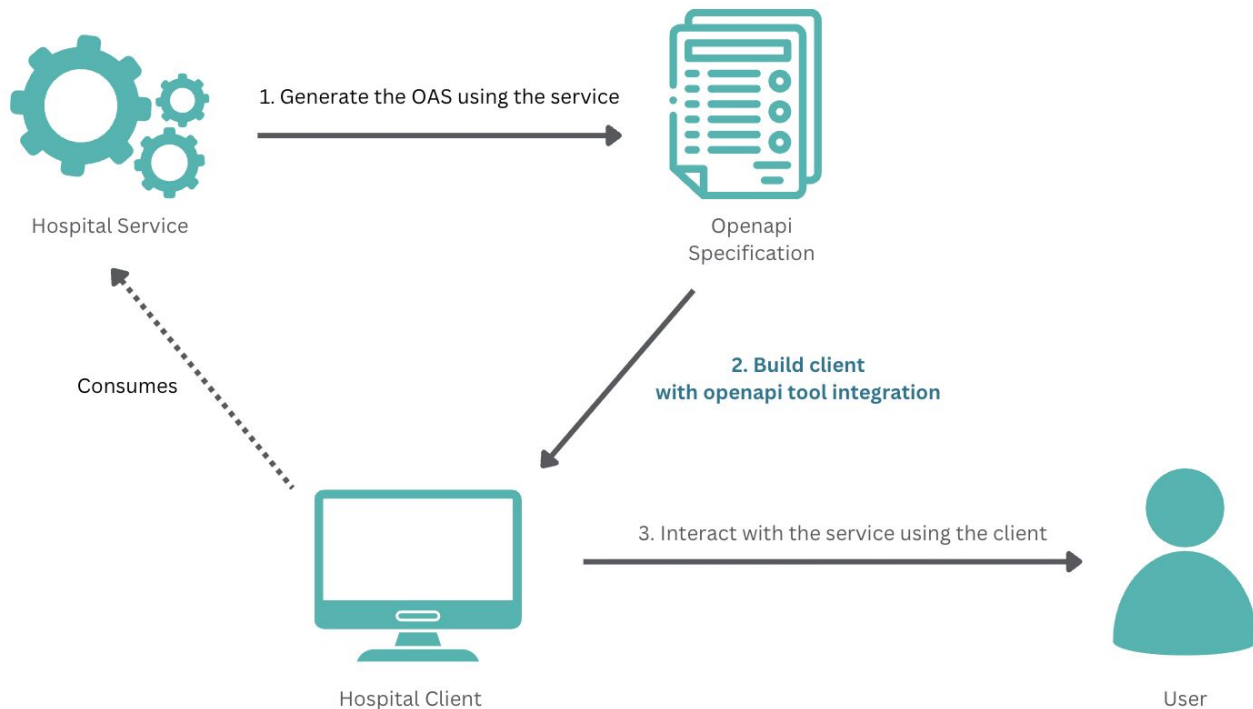 1. Generate the OAS using the service
Hospital Service
Openapi
Specification
2. Build client
with openapi tool integration
Consumes
3. Interact with the service using the client
Hospital Client
User